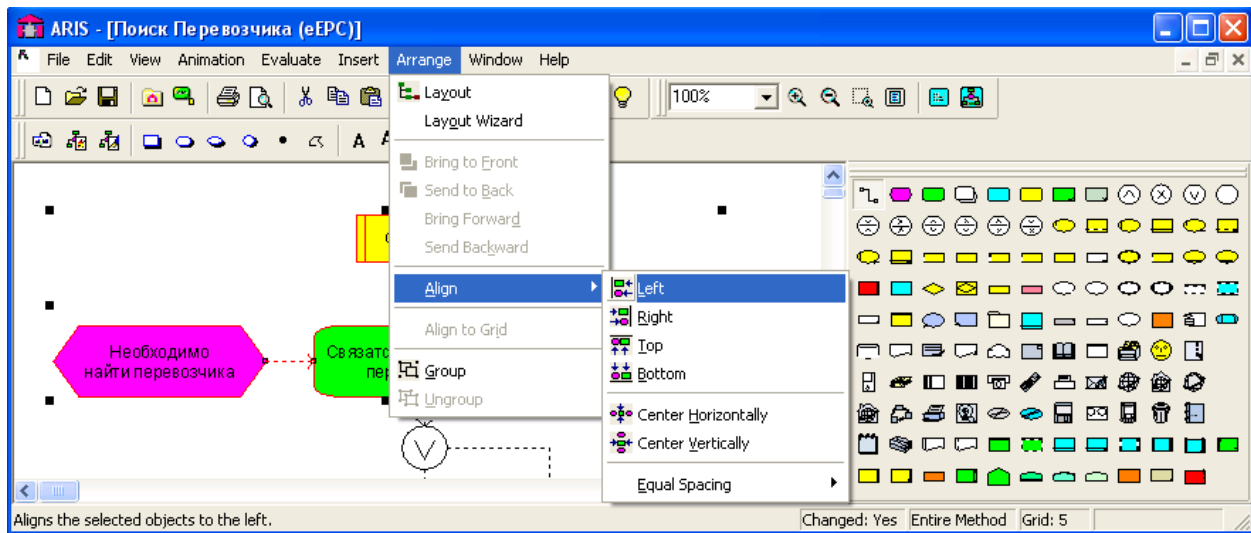 ARIS - [Поиск Перевозчика (eEPC)]
File Edit View Animation Evaluate Insert Arrange Window Help
100%
Layout
Layout Wizard
Bring to Front
Send to Back
Bring Forward
Send Backward
Align
Align to Grid
Group
Ungroup
Left
Right
Top
Bottom
Center Horizontally
Center Vertically
Equal Spacing
Необходимо
найти перевозчика
V
Aligns the selected objects to the left.
Changed: Yes Entire Method Grid: 5